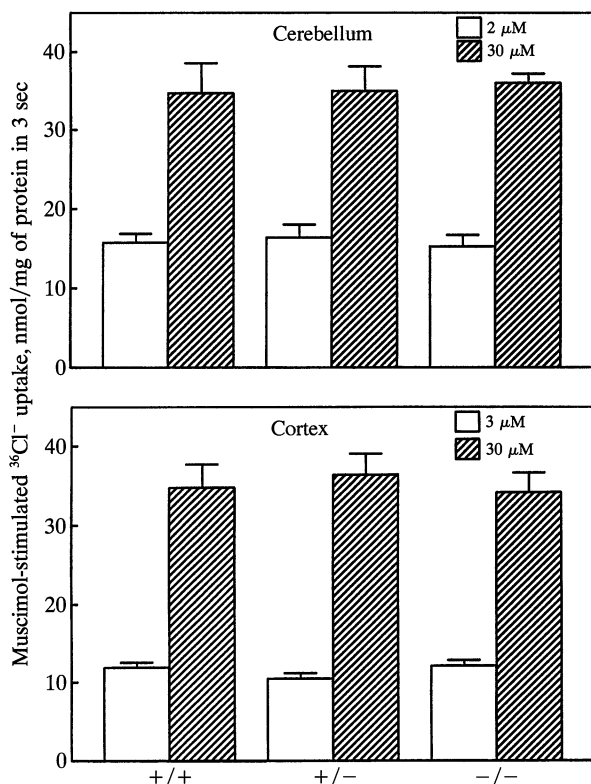 Muscimol-stimulated ³⁶Cl⁻ uptake, nmol/mg of protein in 3 sec
Cerebellum
2 μM
30 μM
40
30
20
10
0
Cortex
3 μM
30 μM
40
30
20
10
0
+/+ +/− −/−